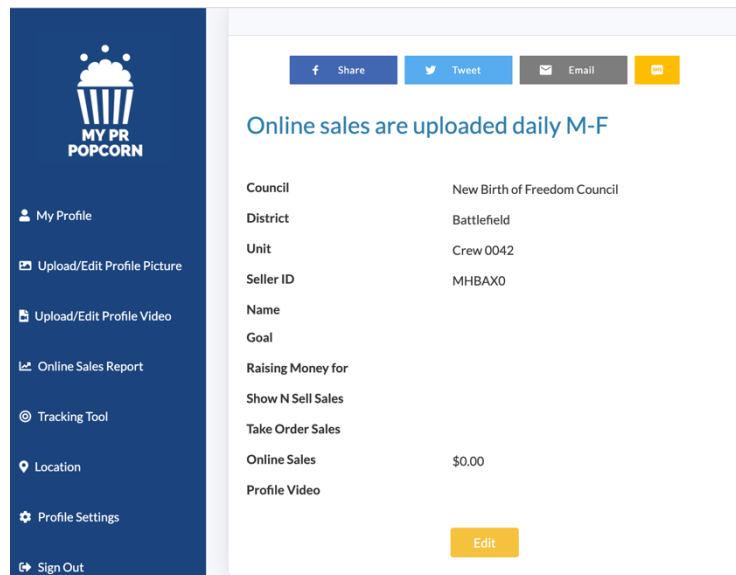 MY PR
POPCORN
My Profile
Upload/Edit Profile Picture
Upload/Edit Profile Video
Online Sales Report
Tracking Tool
Location
Profile Settings
Sign Out
Share
Tweet
Email
SMS
Online sales are uploaded daily M-F
Council New Birth of Freedom Council
District Battlefield
Unit Crew 0042
Seller ID MHBAX0
Name
Goal
Raising Money for
Show N Sell Sales
Take Order Sales
Online Sales $0.00
Profile Video
Edit